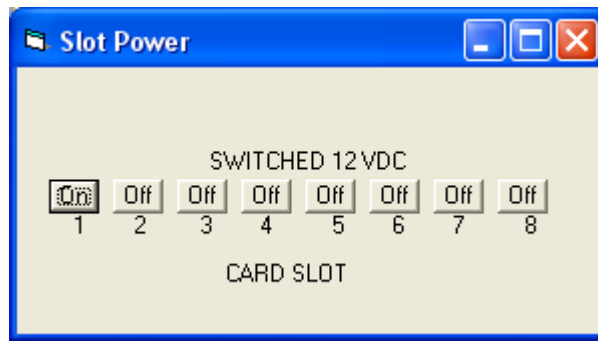 Slot Power
SWITCHED 12 VDC
On Off Off Off Off Off Off Off
1 2 3 4 5 6 7 8
CARD SLOT